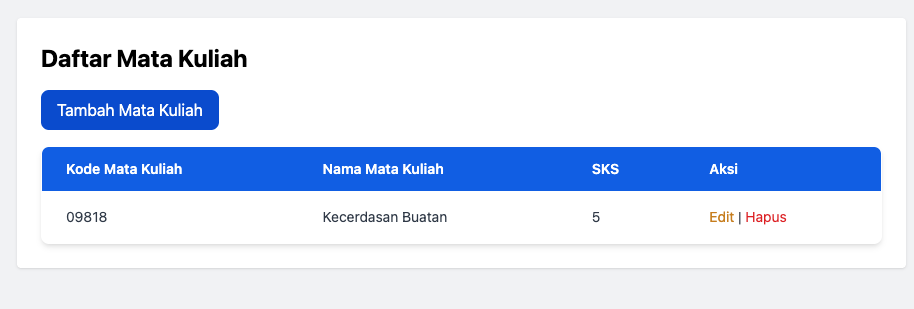 Daftar Mata Kuliah
Tambah Mata Kuliah
Kode Mata Kuliah Nama Mata Kuliah SKS Aksi
09818 Kecerdasan Buatan 5 Edit | Hapus